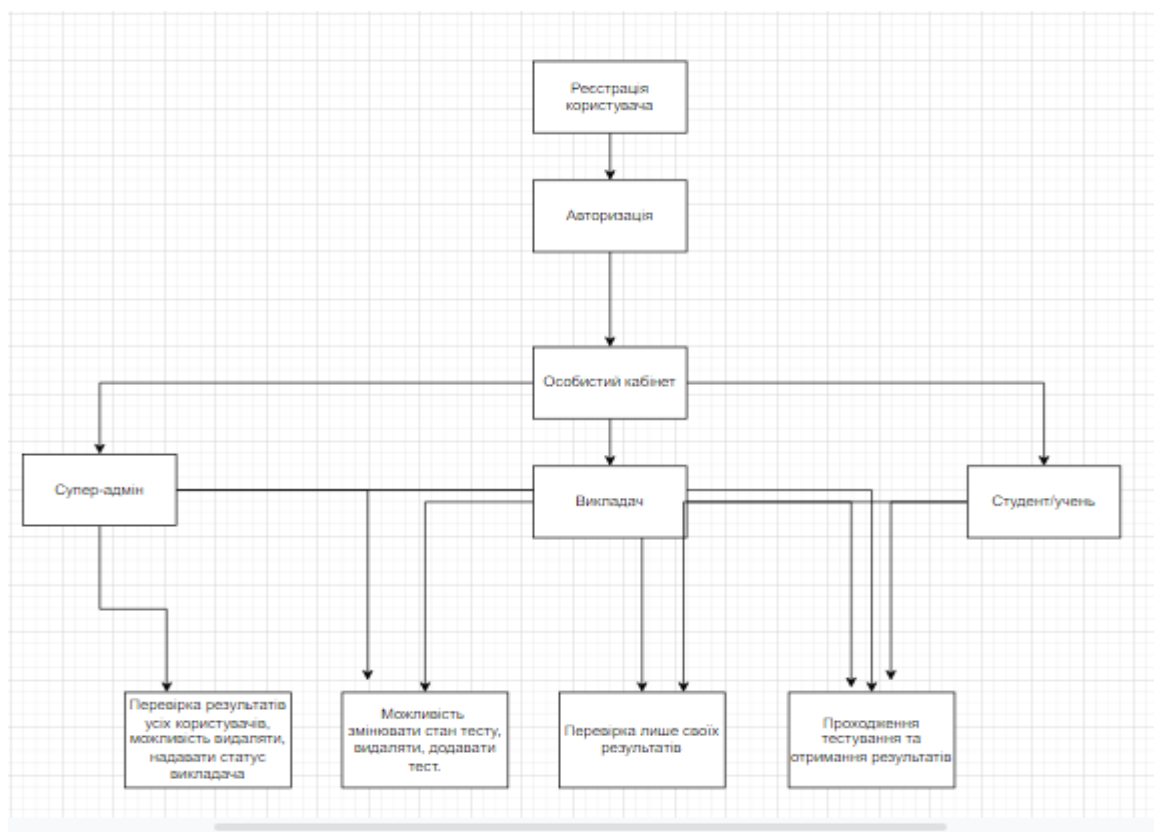 Реєстрація
користувача
Авторизація
Особистий кабінет
Супер-адмін
Викладач
Студент/учень
Перевірка результатів
усіх користувачів,
можливість видаляти,
надавати статус
викладача
Можливість
змінювати стан тесту,
видаляти, додавати
тест.
Перевірка лише своїх
результатів
Проходження
тестування та
отримання результатів